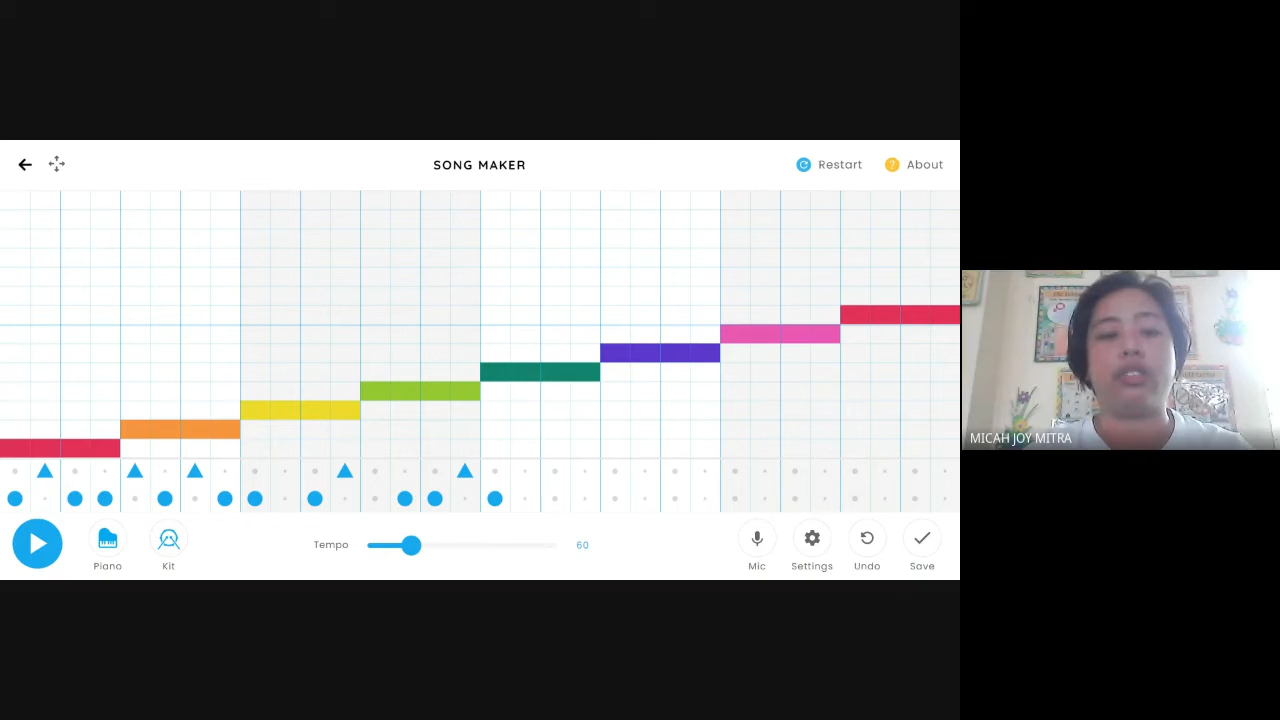 SONG MAKER
Restart
? About
Tempo
60
Piano
Kit
Mic
Settings
Undo
Save
MICAH JOY MITRA